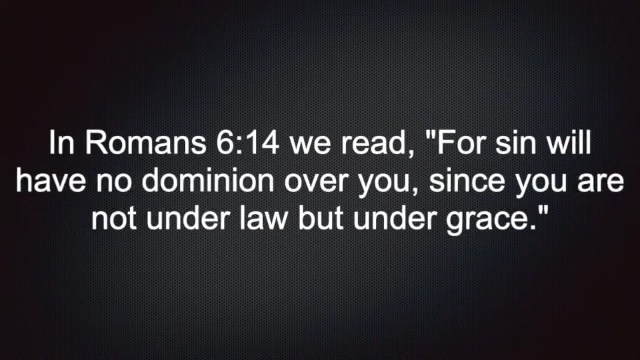 In Romans 6:14 we read, "For sin will
have no dominion over you, since you are
not under law but under grace."